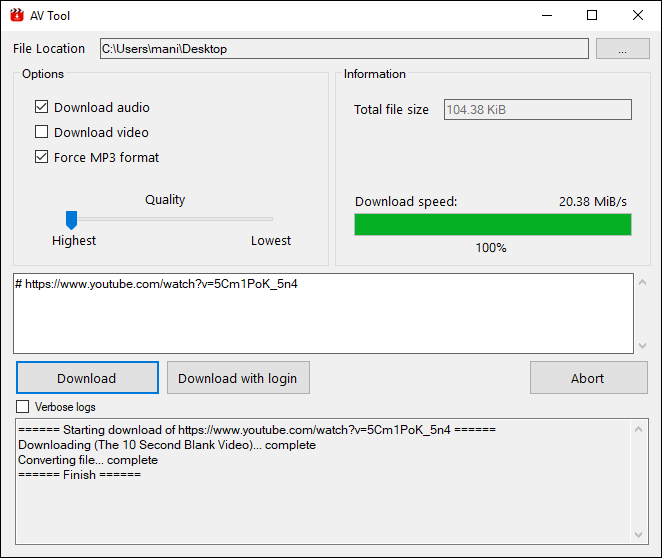 AV Tool
File Location C:\Users\mani\Desktop ...
Options
Download audio
Download video
Force MP3 format
Quality
Highest Lowest
Information
Total file size 104.38 KiB
Download speed: 20.38 MiB/s
100%
# https://www.youtube.com/watch?v=5Cm1PoK_5n4
Download Download with login Abort
Verbose logs
====== Starting download of https://www.youtube.com/watch?v=5Cm1PoK_5n4 ======
Downloading (The 10 Second Blank Video)... complete
Converting file... complete
====== Finish ======